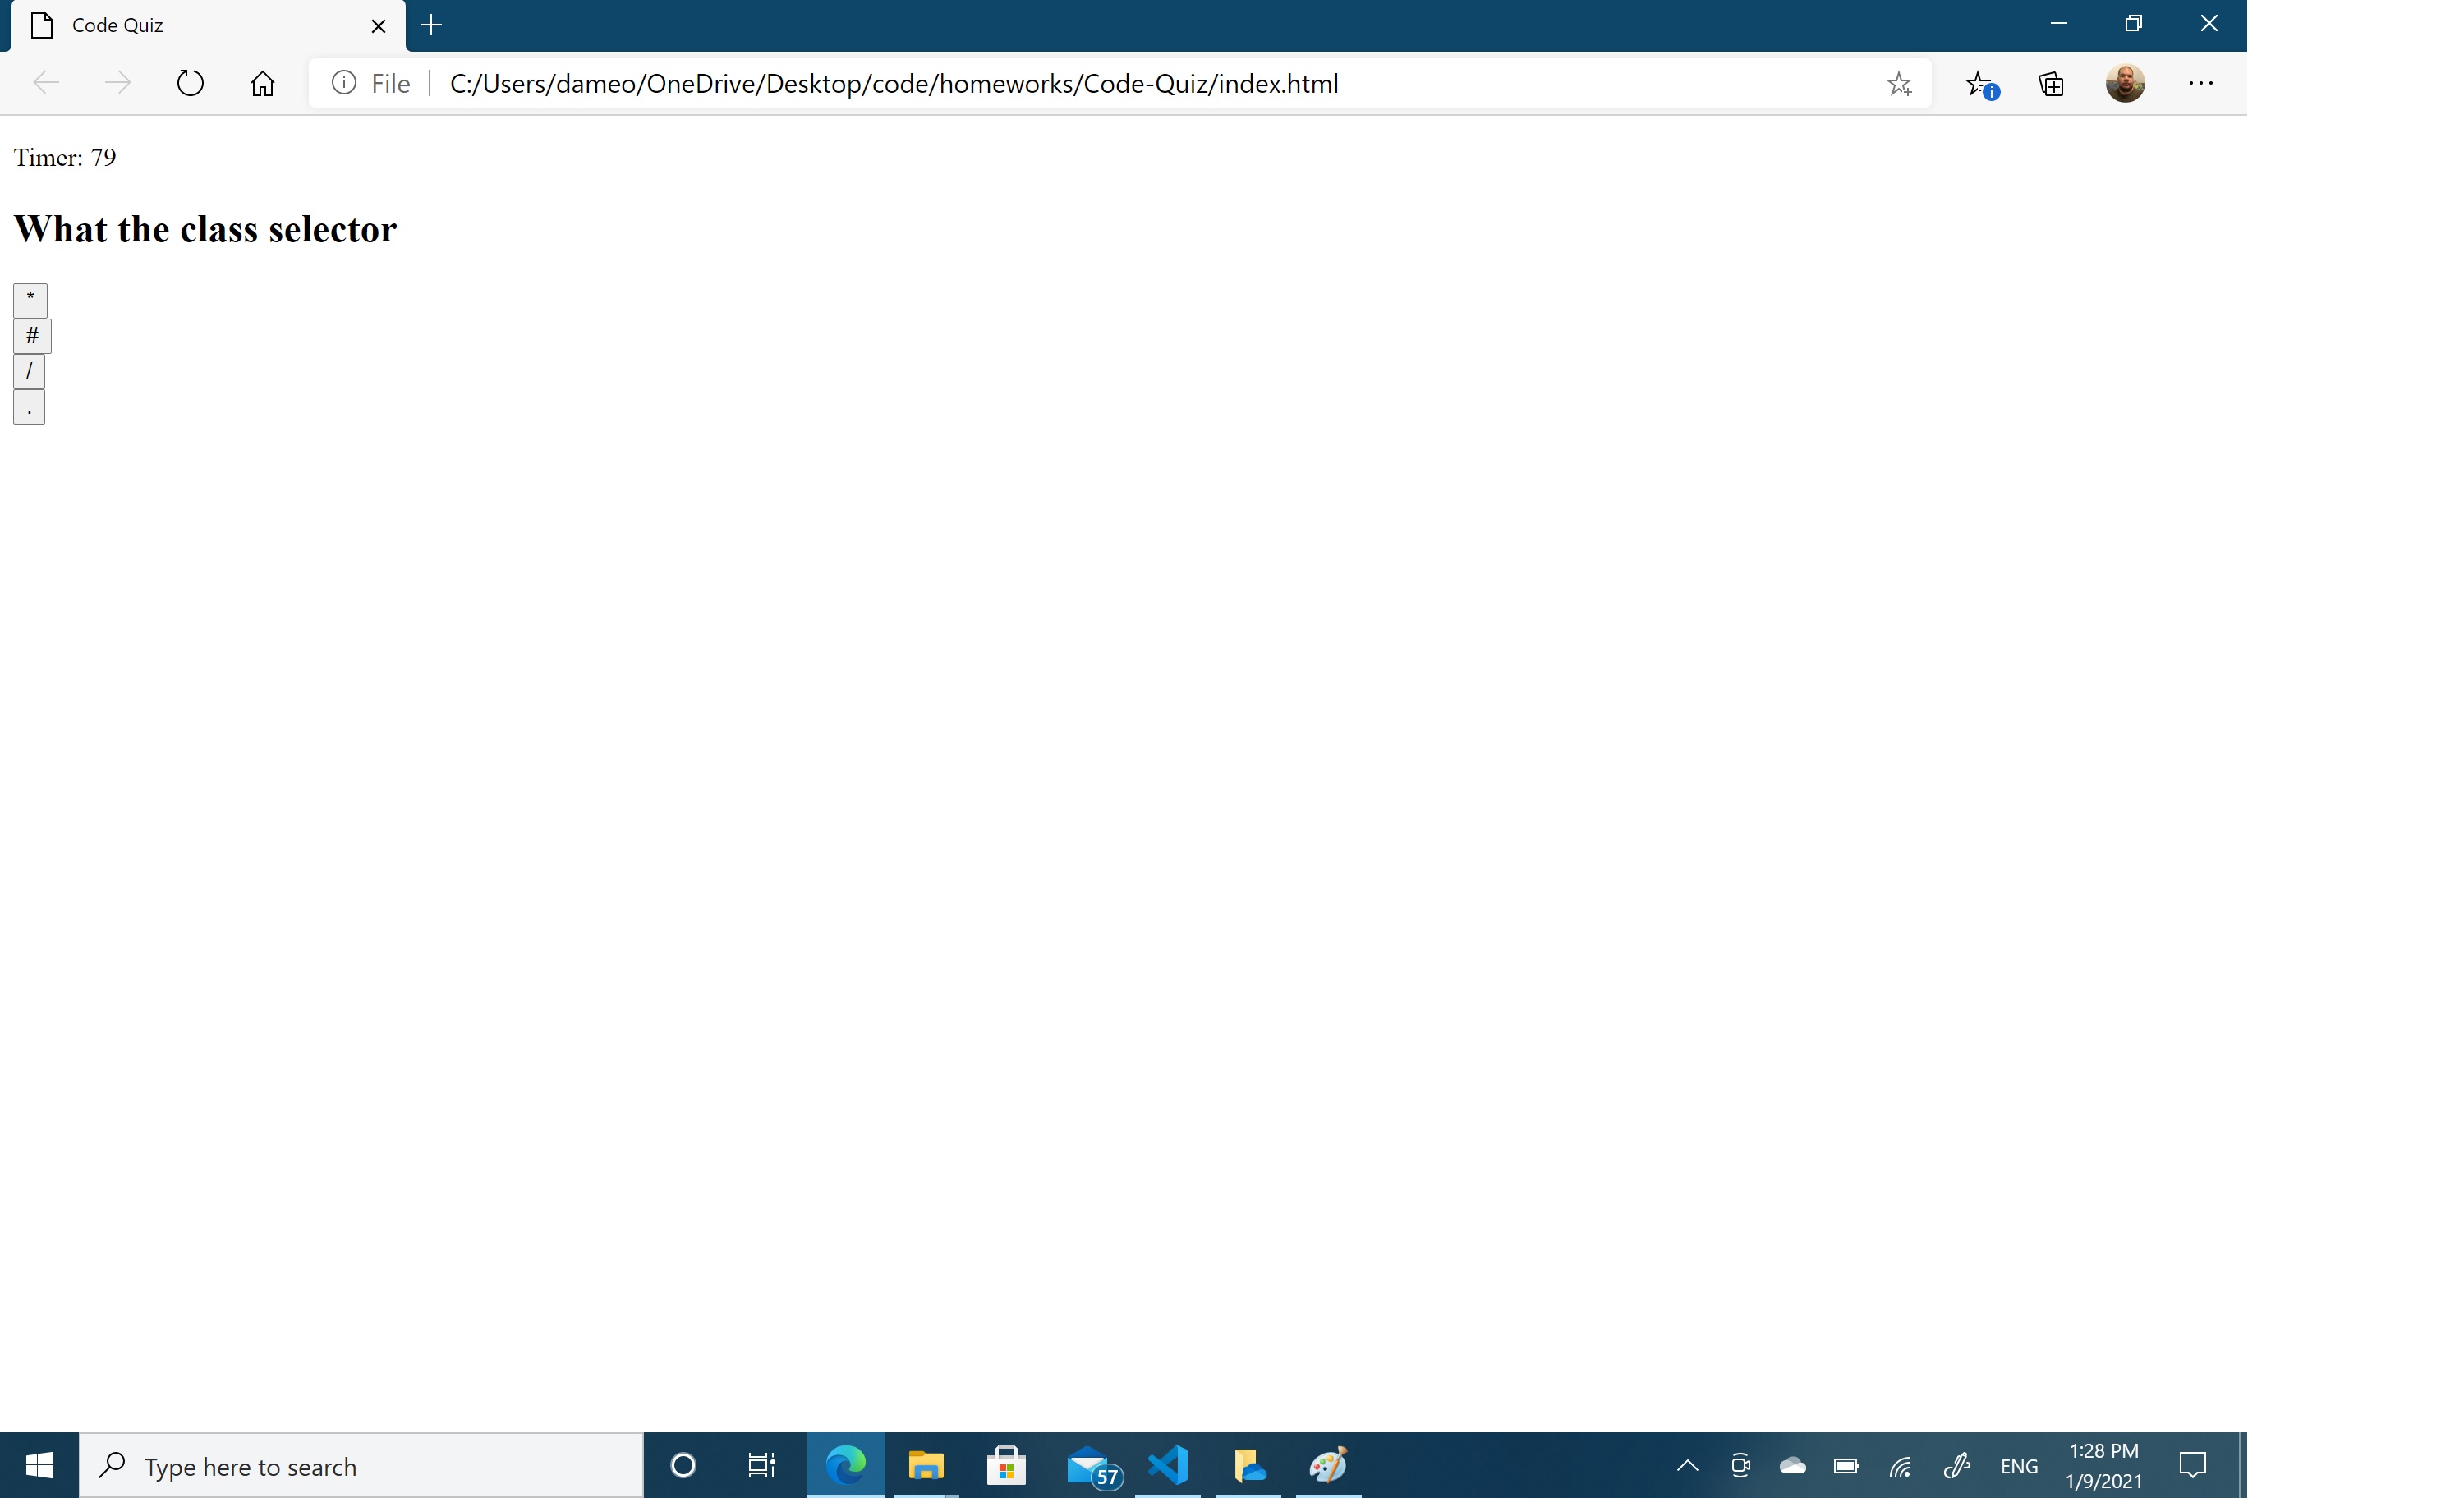 Code Quiz
File C:/Users/dameo/OneDrive/Desktop/code/homeworks/Code-Quiz/index.html
Timer: 79
What the class selector
*
#
/
.
Type here to search
57
ENG
1:28 PM
1/9/2021